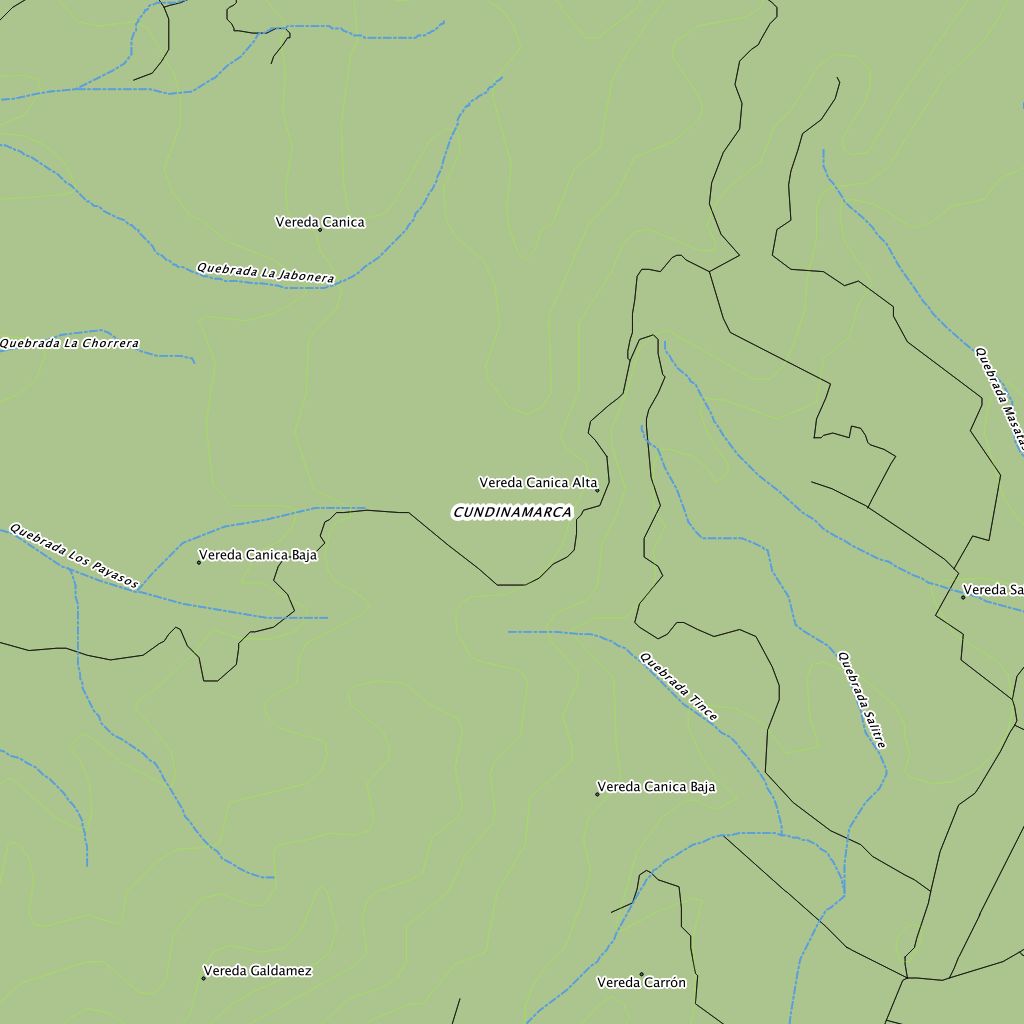 Vereda Canica
Quebrada La Jabonera
Quebrada La Chorrera
Quebrada Masatas
Vereda Canica Alta
CUNDINAMARCA
Quebrada Los Payasos
Vereda Canica Baja
Vereda Sa
Quebrada Tince
Quebrada Salitre
Vereda Canica Baja
Vereda Galdamez
Vereda Carrón